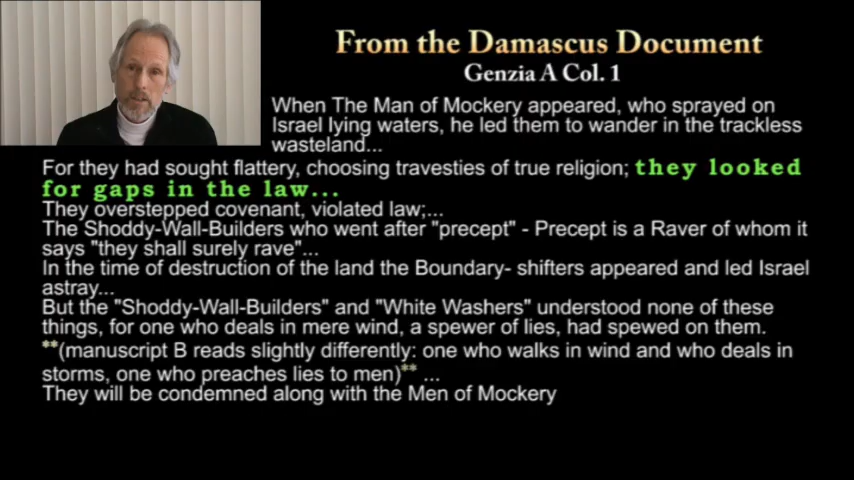 From the Damascus Document
Genzia A Col. 1
When The Man of Mockery appeared, who sprayed on
Israel lying waters, he led them to wander in the trackless
wasteland...
For they had sought flattery, choosing travesties of true religion; they looked
for gaps in the law...
They overstepped covenant, violated law;...
The Shoddy-Wall-Builders who went after "precept" - Precept is a Raver of whom it
says "they shall surely rave"...
In the time of destruction of the land the Boundary- shifters appeared and led Israel
astray...
But the "Shoddy-Wall-Builders" and "White Washers" understood none of these
things, for one who deals in mere wind, a spewer of lies, had spewed on them.
**(manuscript B reads slightly differently: one who walks in wind and who deals in
storms, one who preaches lies to men)** ...
They will be condemned along with the Men of Mockery